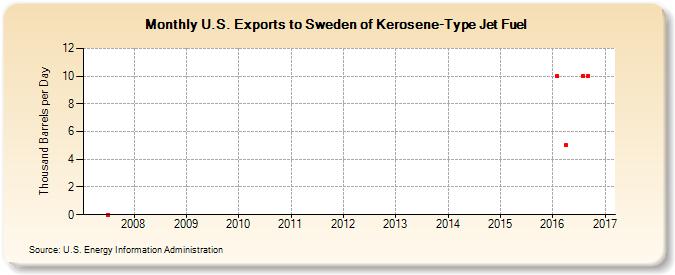 Monthly U.S. Exports to Sweden of Kerosene-Type Jet Fuel
Thousand Barrels per Day
12
10
8
6
4
2
0
2008 2009 2010 2011 2012 2013 2014 2015 2016 2017
Source: U.S. Energy Information Administration